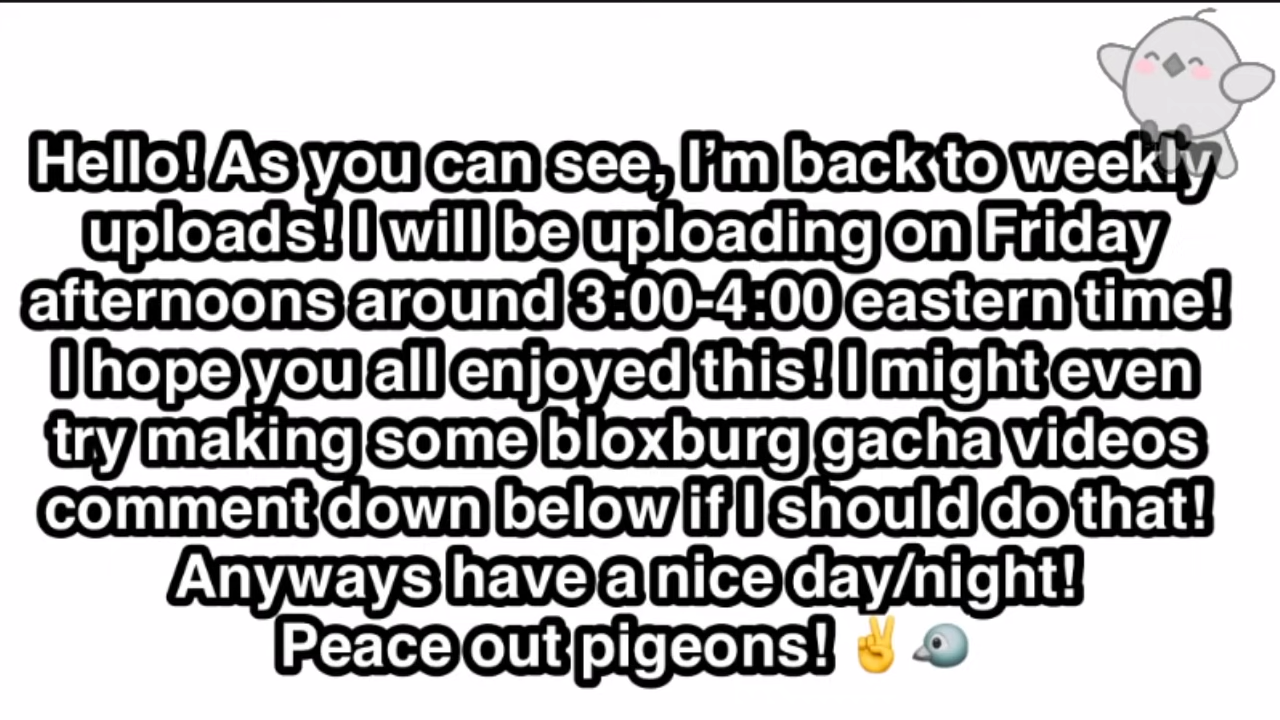 Hello! As you can see, I'm back to weekly
uploads! I will be uploading on Friday
afternoons around 3:00-4:00 eastern time!
I hope you all enjoyed this! I might even
try making some bloxburg gacha videos
comment down below if I should do that!
Anyways have a nice day/night!
Peace out pigeons! ✌️🐦